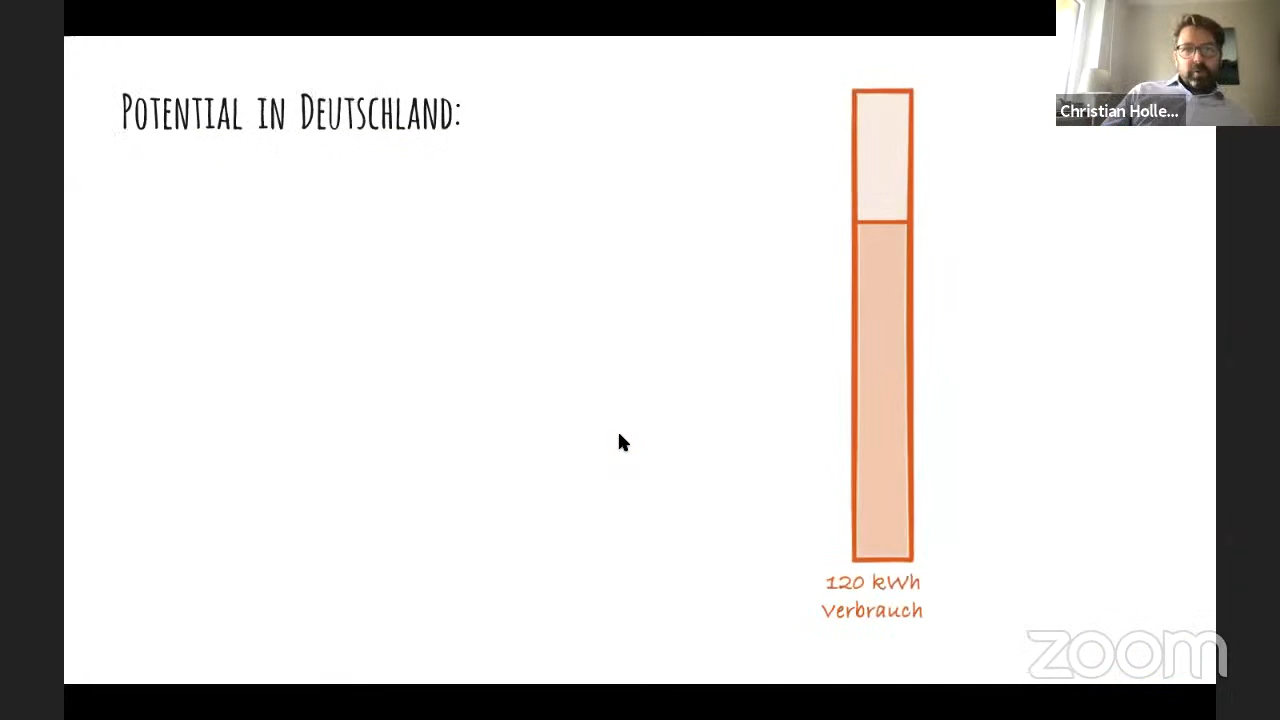 Christian Holle...
POTENTIAL IN DEUTSCHLAND:
120 kWh
Verbrauch
zoom